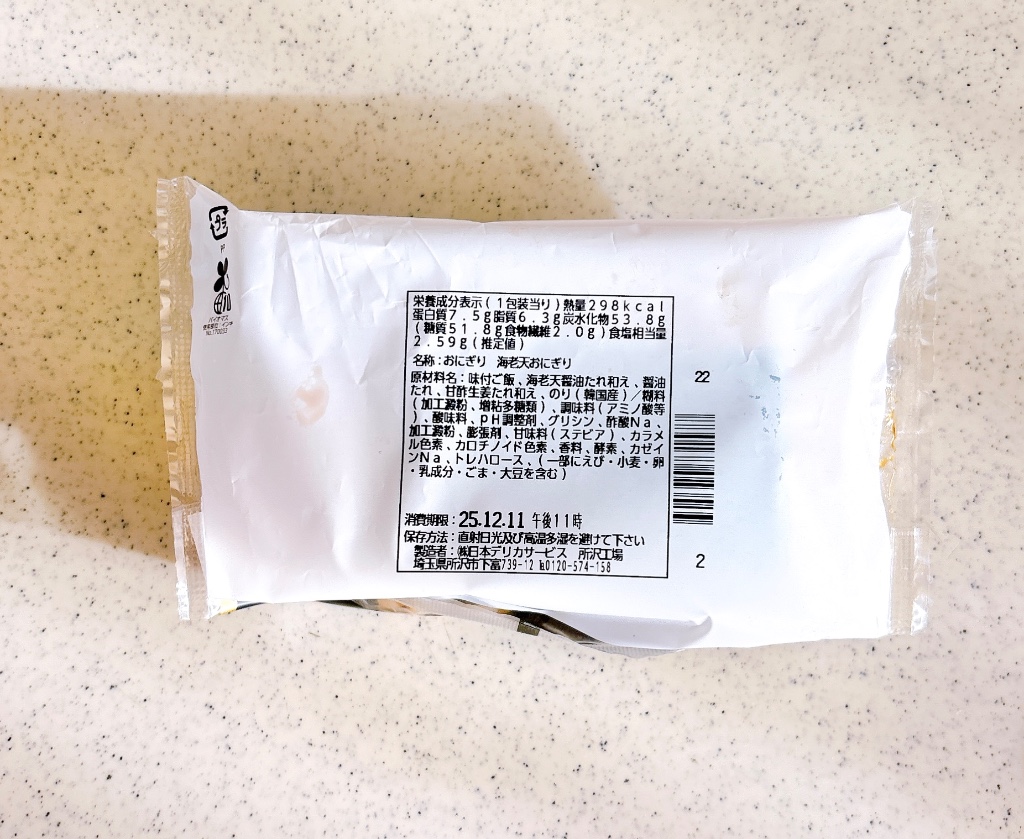 プラ
P
バイオマス
No.170033
栄養成分表示(1包装当り)熱量298kcal
蛋白質7.5g脂質6.3g炭水化物53.8g
(糖質51.8g食物繊維2.0g)食塩相当量
2.59g(推定値)
名称:おにぎり 海老天おにぎり
原材料名:味付ご飯、海老天醤油たれ和え、醤油
たれ、甘酢生姜たれ和え、のり(韓国産)/糊料
(加工澱粉、増粘多糖類)、調味料(アミノ酸等
)、酸味料、pH調整剤、グリシン、酢酸Na、
加工澱粉、膨張剤、甘味料(ステビア)、カラメ
ル色素、カロチノイド色素、香料、酵素、カゼイ
ンNa、トレハロース、(一部にえび・小麦・卵
・乳成分・ごま・大豆を含む)
消費期限:25.12.11 午後11時
保存方法:直射日光及び高温多湿を避けて下さい
製造者:㈱日本デリカサービス 所沢工場
埼玉県所沢市下富739-12 ℡0120-574-158
22
2